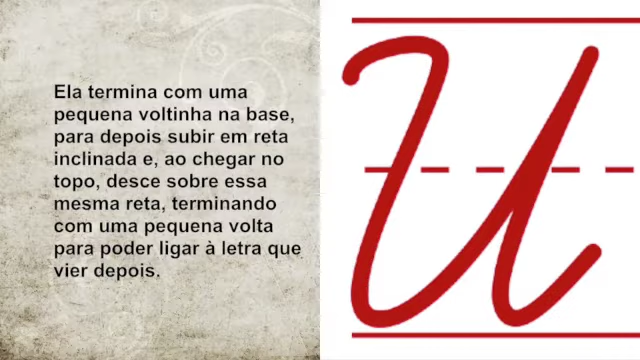 Ela termina com uma
pequena voltinha na base,
para depois subir em reta
inclinada e, ao chegar no
topo, desce sobre essa
mesma reta, terminando
com uma pequena volta
para poder ligar à letra que
vier depois.
U